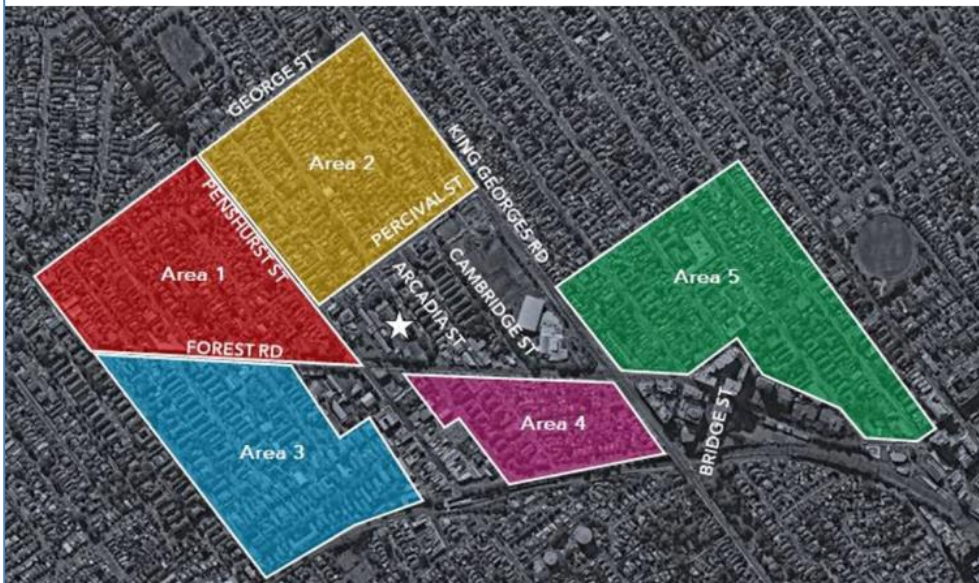 GEORGE ST
Area 2
KING GEORGES RD
PENSHURST ST
PERCIVAL ST
Area 1
ARCADIA ST
CAMBRIDGE ST
Area 5
FOREST RD
Area 4
Area 3
BRIDGE ST